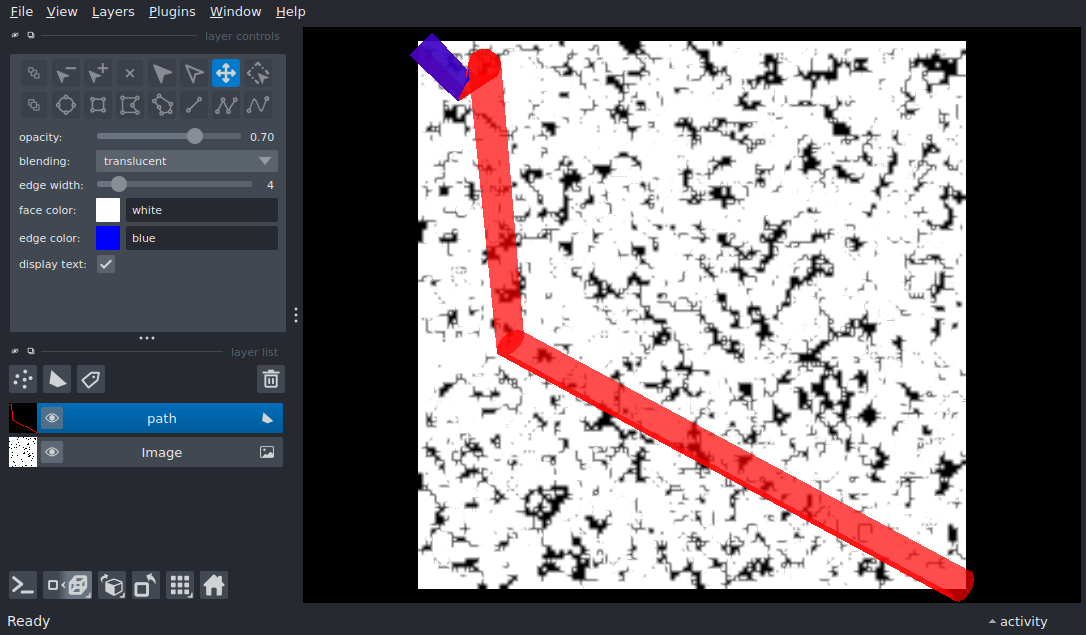 File View Layers Plugins Window Help
layer controls
opacity: 0.70
blending: translucent
edge width: 4
face color: white
edge color: blue
display text:
layer list
path
Image
Ready activity